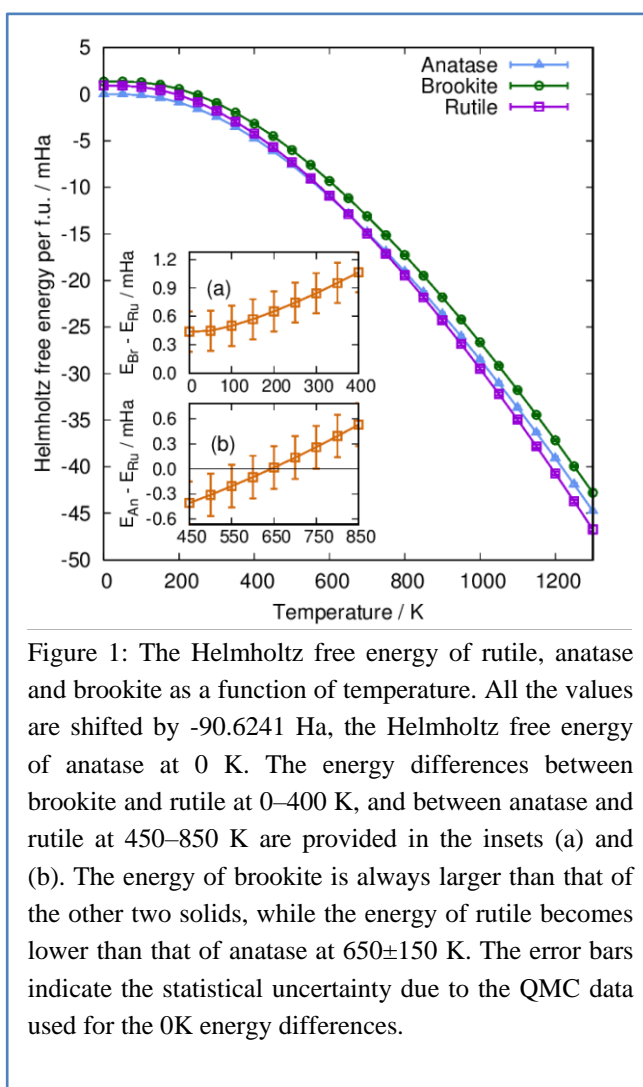 5
0
-5
-10
-15
-20
-25
-30
-35
-40
-45
-50
Helmholtz free energy per f.u. / mHa
Anatase
Brookite
Rutile
(a)
1.2
0.9
0.6
0.3
0.0
E_Br - E_Ru / mHa
0 100 200 300 400
(b)
0.6
0.3
0.0
-0.3
-0.6
E_An - E_Ru / mHa
450 550 650 750 850
0 200 400 600 800 1000 1200
Temperature / K
Figure 1: The Helmholtz free energy of rutile, anatase
and brookite as a function of temperature. All the values
are shifted by -90.6241 Ha, the Helmholtz free energy
of anatase at 0 K. The energy differences between
brookite and rutile at 0–400 K, and between anatase and
rutile at 450–850 K are provided in the insets (a) and
(b). The energy of brookite is always larger than that of
the other two solids, while the energy of rutile becomes
lower than that of anatase at 650±150 K. The error bars
indicate the statistical uncertainty due to the QMC data
used for the 0K energy differences.